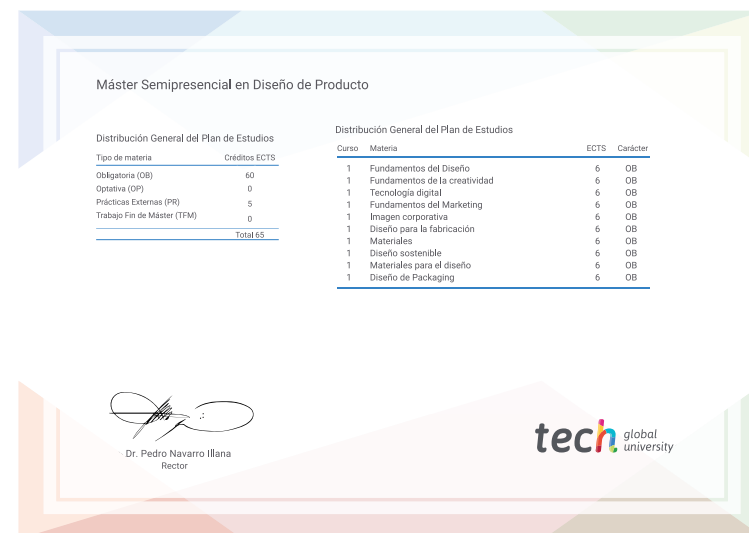 Máster Semipresencial en Diseño de Producto
Distribución General del Plan de Estudios
Tipo de materia Créditos ECTS
Obligatoria (OB) 60
Optativa (OP) 0
Prácticas Externas (PR) 5
Trabajo Fin de Máster (TFM) 0
Total 65
Distribución General del Plan de Estudios
Curso Materia ECTS Carácter
1 Fundamentos del Diseño 6 OB
1 Fundamentos de la creatividad 6 OB
1 Tecnología digital 6 OB
1 Fundamentos del Marketing 6 OB
1 Imagen corporativa 6 OB
1 Diseño para la fabricación 6 OB
1 Materiales 6 OB
1 Diseño sostenible 6 OB
1 Materiales para el diseño 6 OB
1 Diseño de Packaging 6 OB
Dr. Pedro Navarro Illana
Rector
tech global
university